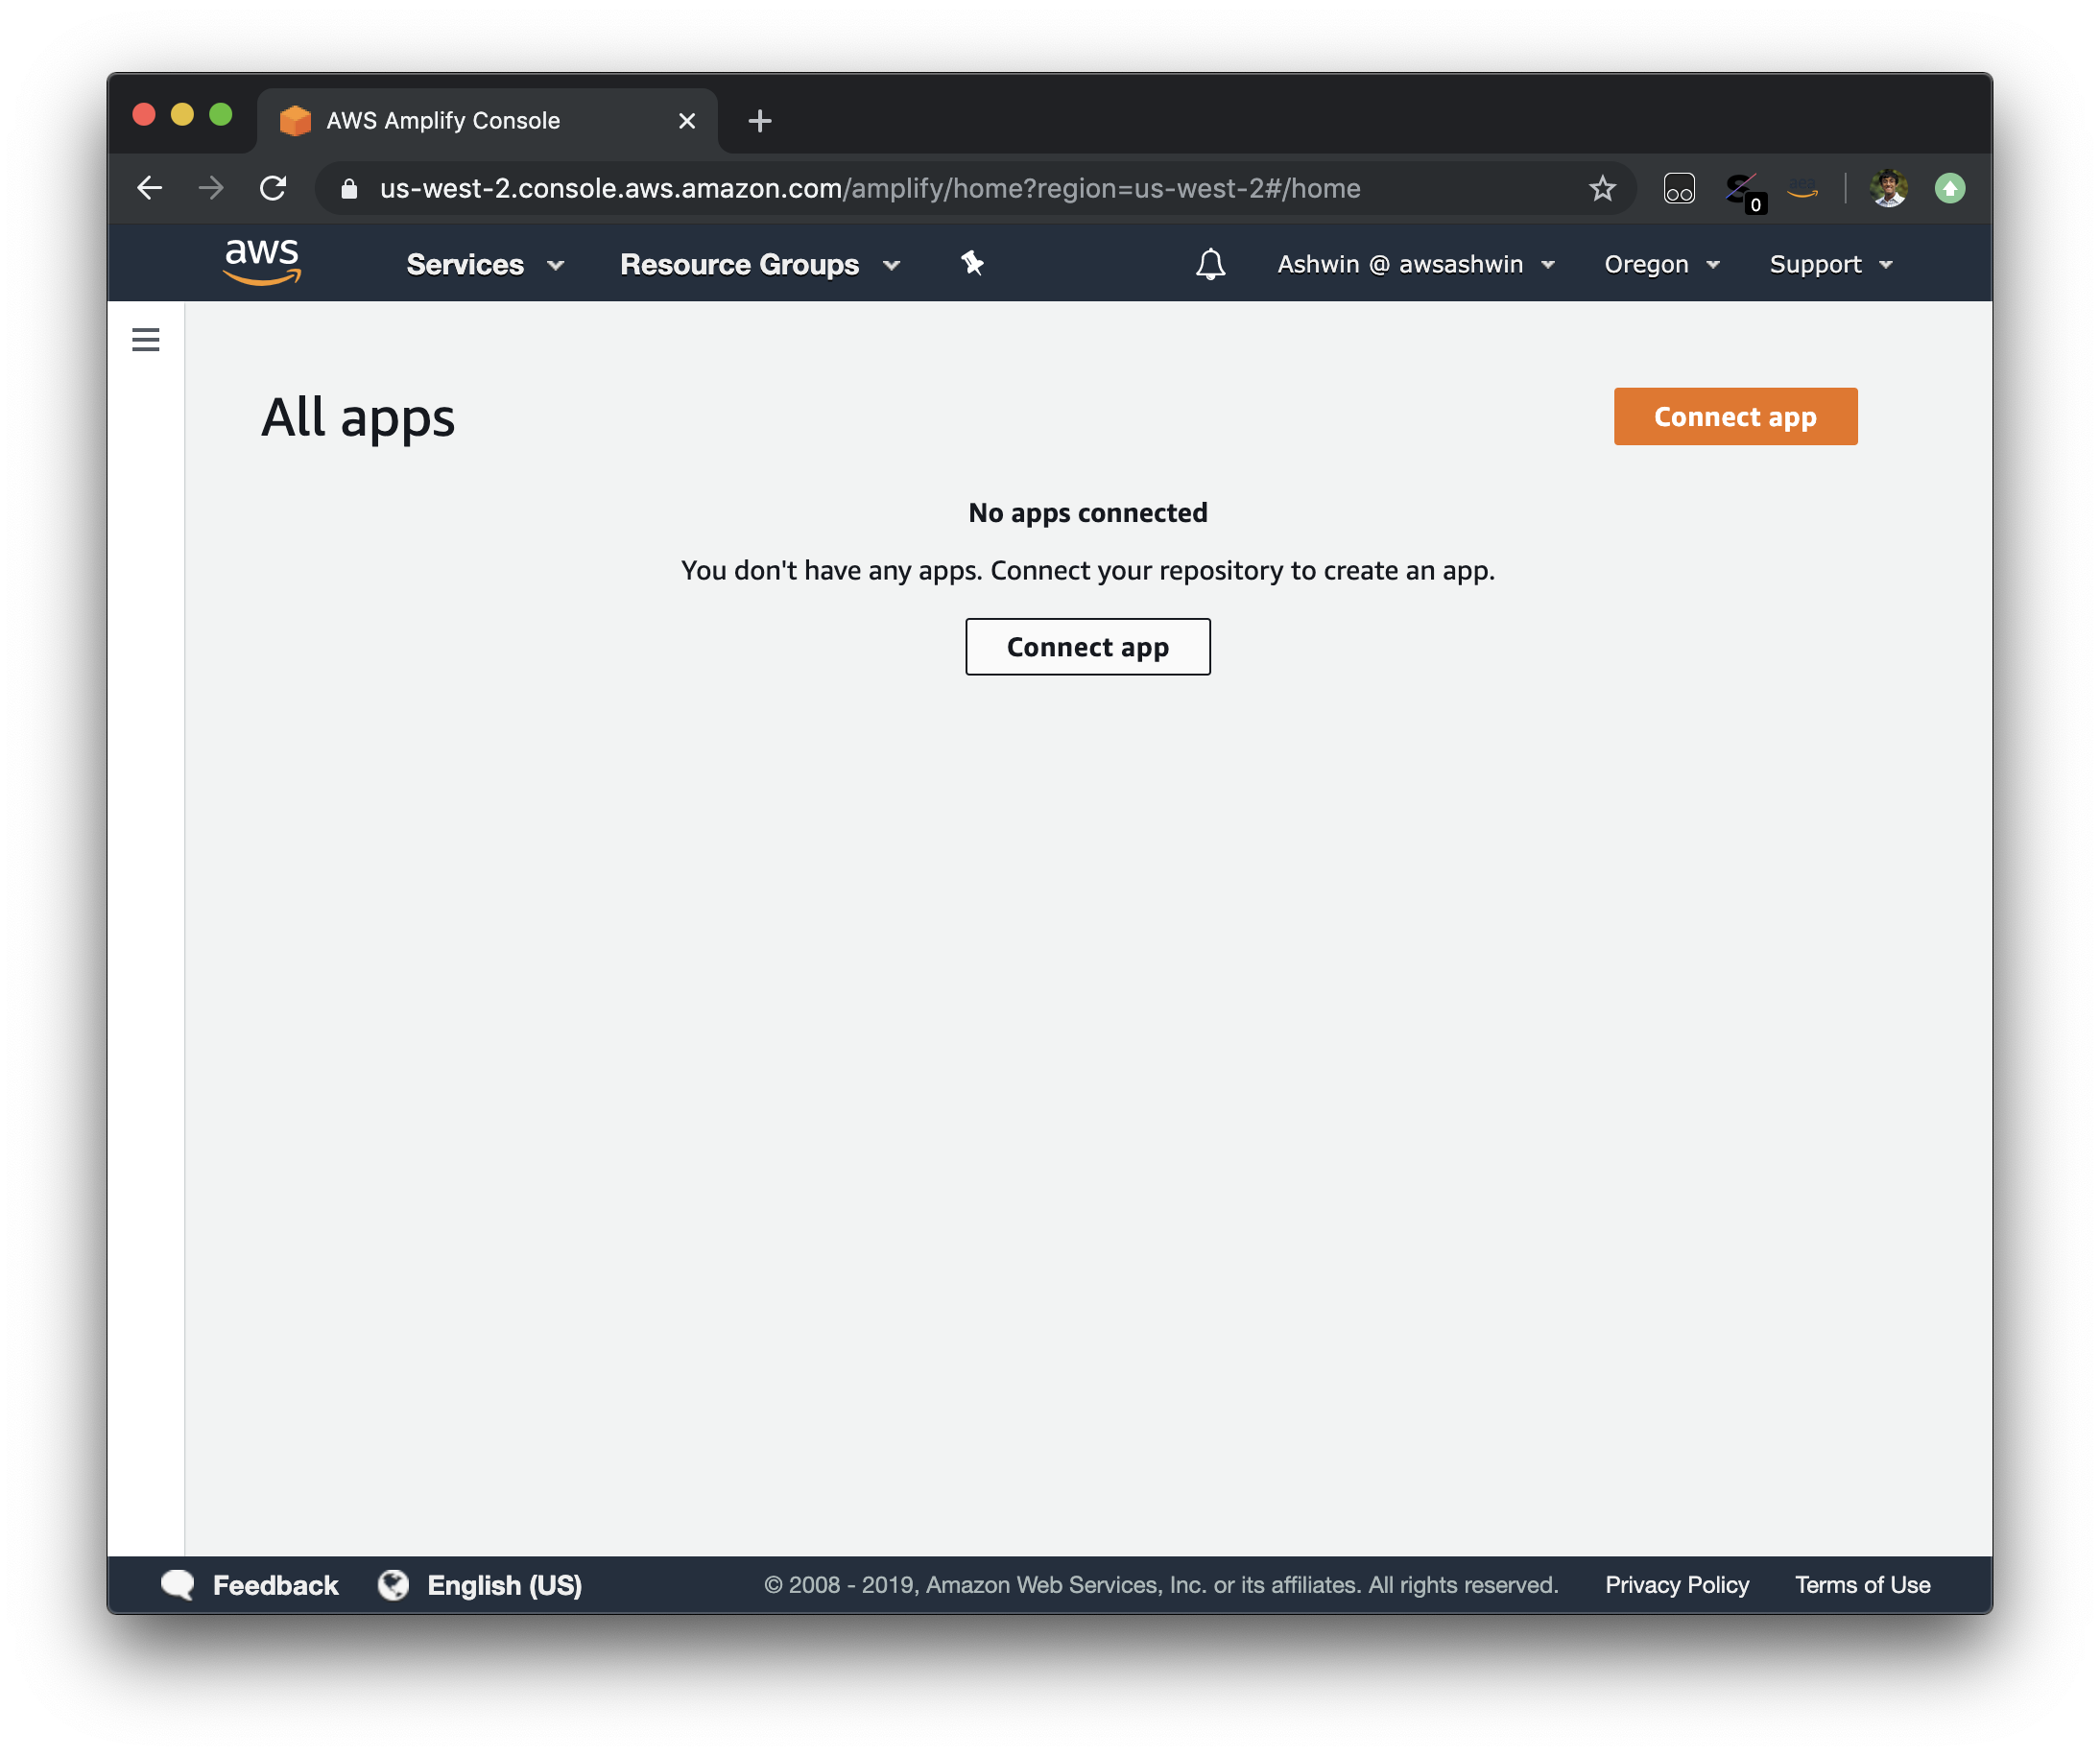 AWS Amplify Console
us-west-2.console.aws.amazon.com/amplify/home?region=us-west-2#/home
0
aws Services Resource Groups Ashwin @ awsashwin Oregon Support
All apps
Connect app
No apps connected
You don't have any apps. Connect your repository to create an app.
Connect app
Feedback English (US) © 2008 - 2019, Amazon Web Services, Inc. or its affiliates. All rights reserved. Privacy Policy Terms of Use